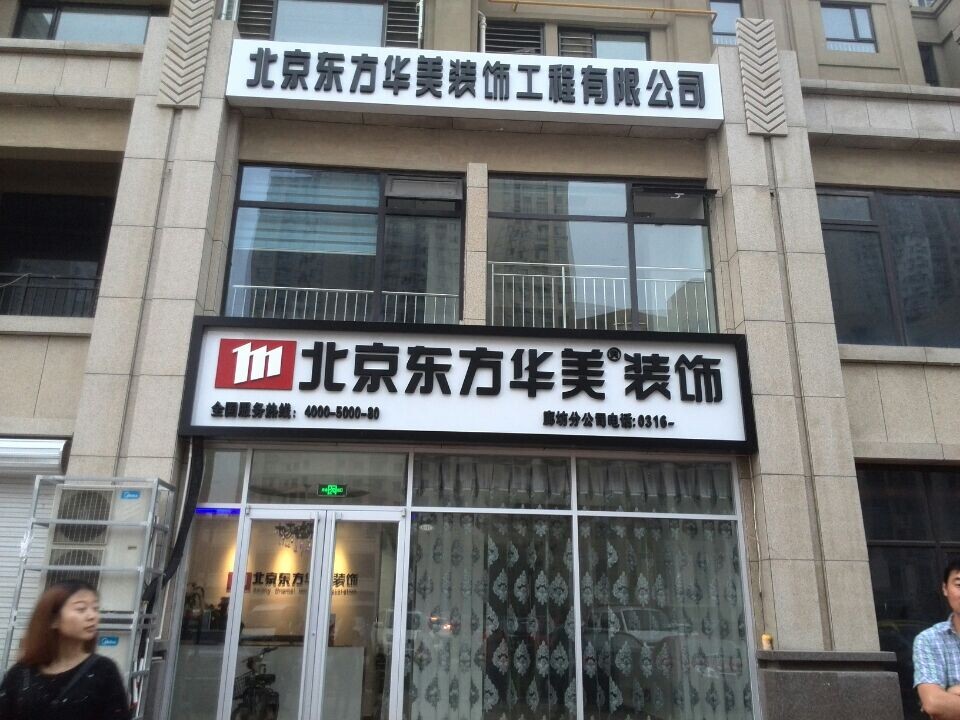 北京东方华美装饰工程有限公司
北京东方华美®装饰
全国服务热线：4000-5000-80
廊坊分公司电话:0316-
北京东方华美装饰
Midea
Midea